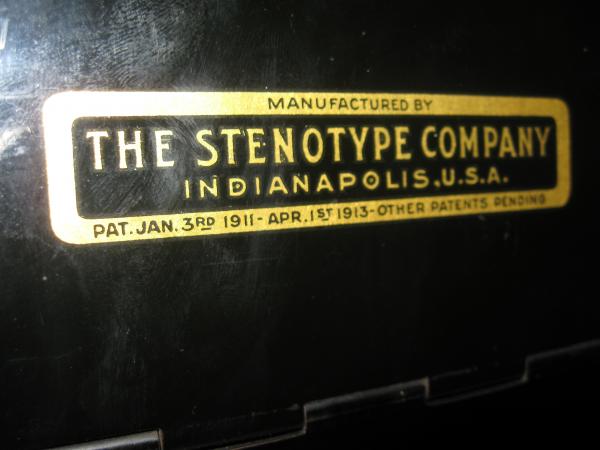 MANUFACTURED BY
THE STENOTYPE COMPANY
INDIANAPOLIS, U.S.A.
PAT. JAN. 3RD 1911 - APR. 1ST 1913 - OTHER PATENTS PENDING